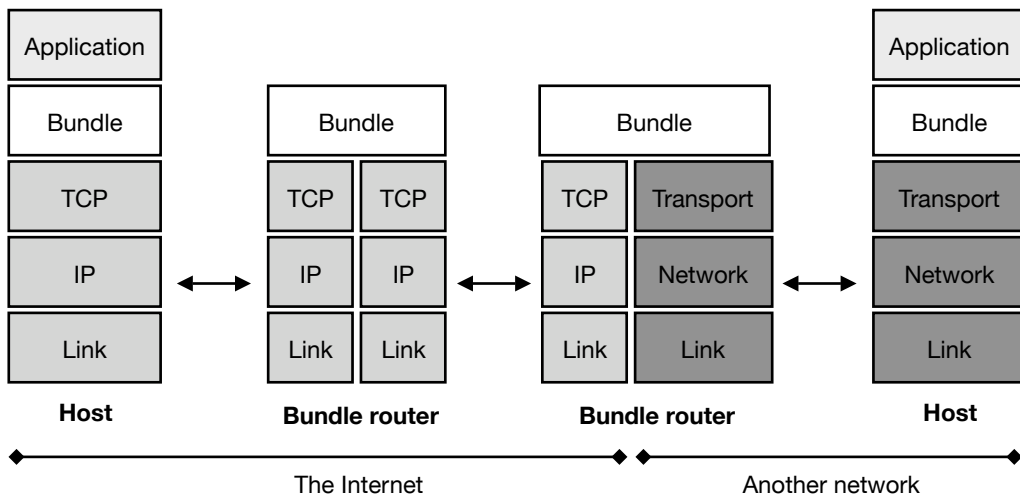 Application
Application
Bundle
Bundle
Bundle
Bundle
TCP
TCP
TCP
TCP
Transport
Transport
IP
IP
IP
IP
Network
Network
Link
Link
Link
Link
Link
Link
Host
Bundle router
Bundle router
Host
The Internet
Another network